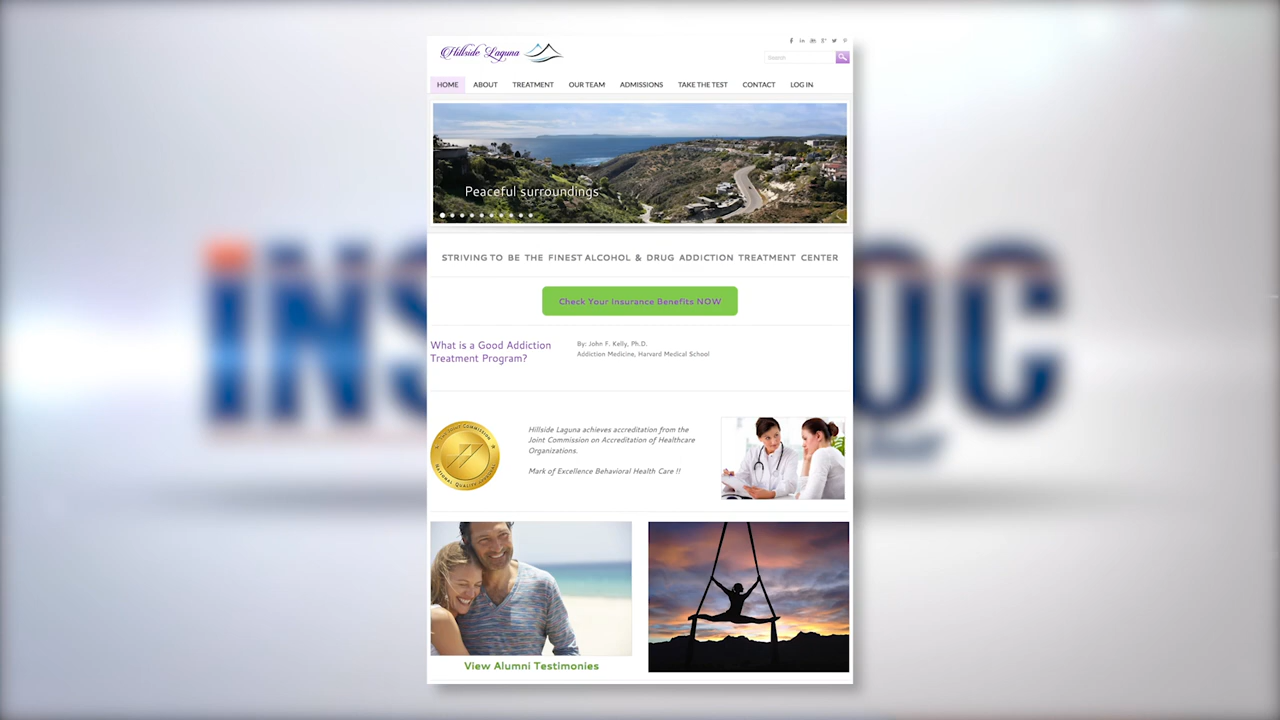 Hillside Laguna
Search
HOME ABOUT TREATMENT OUR TEAM ADMISSIONS TAKE THE TEST CONTACT LOG IN
Peaceful surroundings
STRIVING TO BE THE FINEST ALCOHOL & DRUG ADDICTION TREATMENT CENTER
Check Your Insurance Benefits NOW
What is a Good Addiction
Treatment Program?
By: John F. Kelly, Ph.D.
Addiction Medicine, Harvard Medical School
Hillside Laguna achieves accreditation from the
Joint Commission on Accreditation of Healthcare
Organizations.
Mark of Excellence Behavioral Health Care !!
View Alumni Testimonies